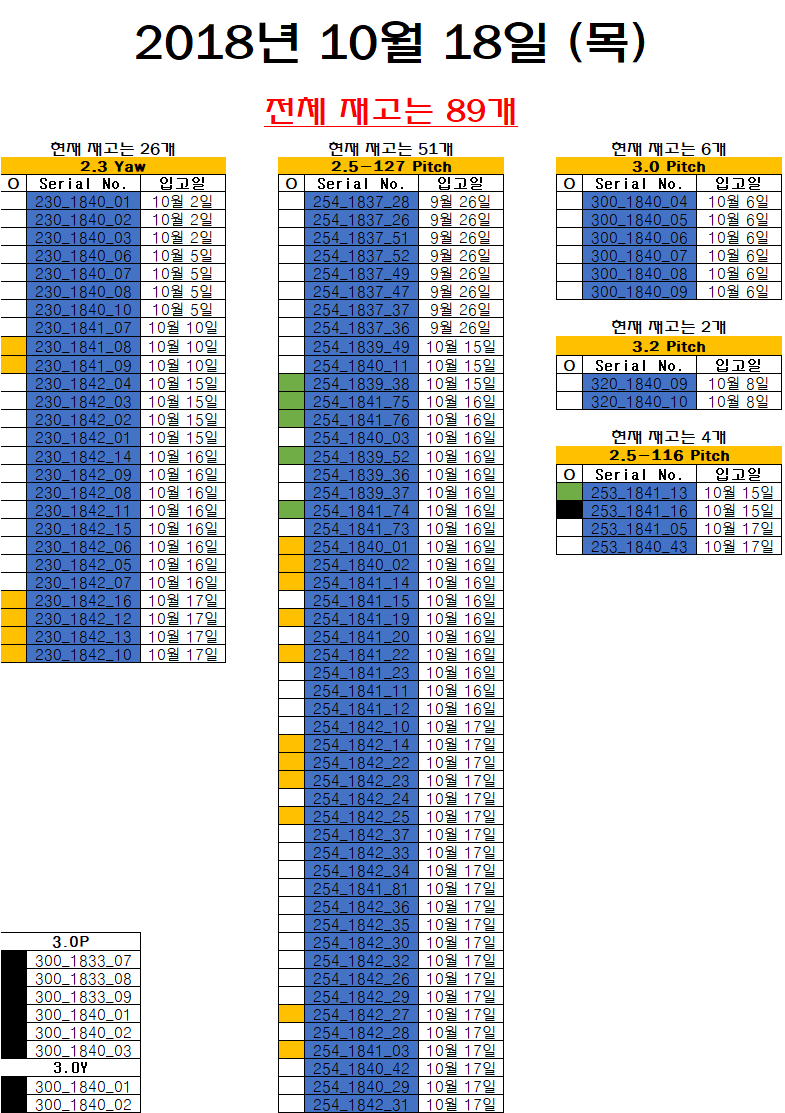 2018년 10월 18일 (목)
전체 재고는 89개
현재 재고는 26개
2.3 Yaw
O Serial No. 입고일
230_1840_01 10월 2일
230_1840_02 10월 2일
230_1840_03 10월 2일
230_1840_06 10월 5일
230_1840_07 10월 5일
230_1840_08 10월 5일
230_1840_10 10월 5일
230_1841_07 10월 10일
230_1841_08 10월 10일
230_1841_09 10월 10일
230_1842_04 10월 15일
230_1842_03 10월 15일
230_1842_02 10월 15일
230_1842_01 10월 15일
230_1842_14 10월 16일
230_1842_09 10월 16일
230_1842_08 10월 16일
230_1842_11 10월 16일
230_1842_15 10월 16일
230_1842_06 10월 16일
230_1842_05 10월 16일
230_1842_07 10월 16일
230_1842_16 10월 17일
230_1842_12 10월 17일
230_1842_13 10월 17일
230_1842_10 10월 17일
3.0P
300_1833_07
300_1833_08
300_1833_09
300_1840_01
300_1840_02
300_1840_03
3.0Y
300_1840_01
300_1840_02
현재 재고는 51개
2.5-127 Pitch
O Serial No. 입고일
254_1837_28 9월 26일
254_1837_26 9월 26일
254_1837_51 9월 26일
254_1837_52 9월 26일
254_1837_49 9월 26일
254_1837_47 9월 26일
254_1837_37 9월 26일
254_1837_36 9월 26일
254_1839_49 10월 15일
254_1840_11 10월 15일
254_1839_38 10월 15일
254_1841_75 10월 16일
254_1841_76 10월 16일
254_1840_03 10월 16일
254_1839_52 10월 16일
254_1839_36 10월 16일
254_1839_37 10월 16일
254_1841_74 10월 16일
254_1841_73 10월 16일
254_1840_01 10월 16일
254_1840_02 10월 16일
254_1841_14 10월 16일
254_1841_15 10월 16일
254_1841_19 10월 16일
254_1841_20 10월 16일
254_1841_22 10월 16일
254_1841_23 10월 16일
254_1841_11 10월 16일
254_1841_12 10월 16일
254_1842_10 10월 17일
254_1842_14 10월 17일
254_1842_22 10월 17일
254_1842_23 10월 17일
254_1842_24 10월 17일
254_1842_25 10월 17일
254_1842_37 10월 17일
254_1842_33 10월 17일
254_1842_34 10월 17일
254_1841_81 10월 17일
254_1842_36 10월 17일
254_1842_35 10월 17일
254_1842_30 10월 17일
254_1842_32 10월 17일
254_1842_26 10월 17일
254_1842_29 10월 17일
254_1842_27 10월 17일
254_1842_28 10월 17일
254_1841_03 10월 17일
254_1840_42 10월 17일
254_1840_29 10월 17일
254_1842_31 10월 17일
현재 재고는 6개
3.0 Pitch
O Serial No. 입고일
300_1840_04 10월 6일
300_1840_05 10월 6일
300_1840_06 10월 6일
300_1840_07 10월 6일
300_1840_08 10월 6일
300_1840_09 10월 6일
현재 재고는 2개
3.2 Pitch
O Serial No. 입고일
320_1840_09 10월 8일
320_1840_10 10월 8일
현재 재고는 4개
2.5-116 Pitch
O Serial No. 입고일
253_1841_13 10월 15일
253_1841_16 10월 15일
253_1841_05 10월 17일
253_1840_43 10월 17일